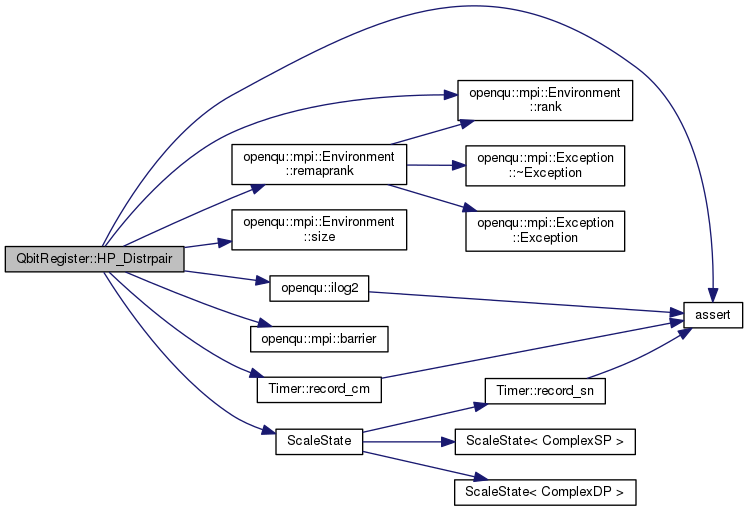 openqu::mpi::Environment
::rank
openqu::mpi::Environment
::remaprank
openqu::mpi::Exception
::~Exception
openqu::mpi::Environment
::size
openqu::mpi::Exception
::Exception
QbitRegister::HP_Distrpair
openqu::ilog2
assert
openqu::mpi::barrier
Timer::record_cm
Timer::record_sn
ScaleState
ScaleState< ComplexSP >
ScaleState< ComplexDP >